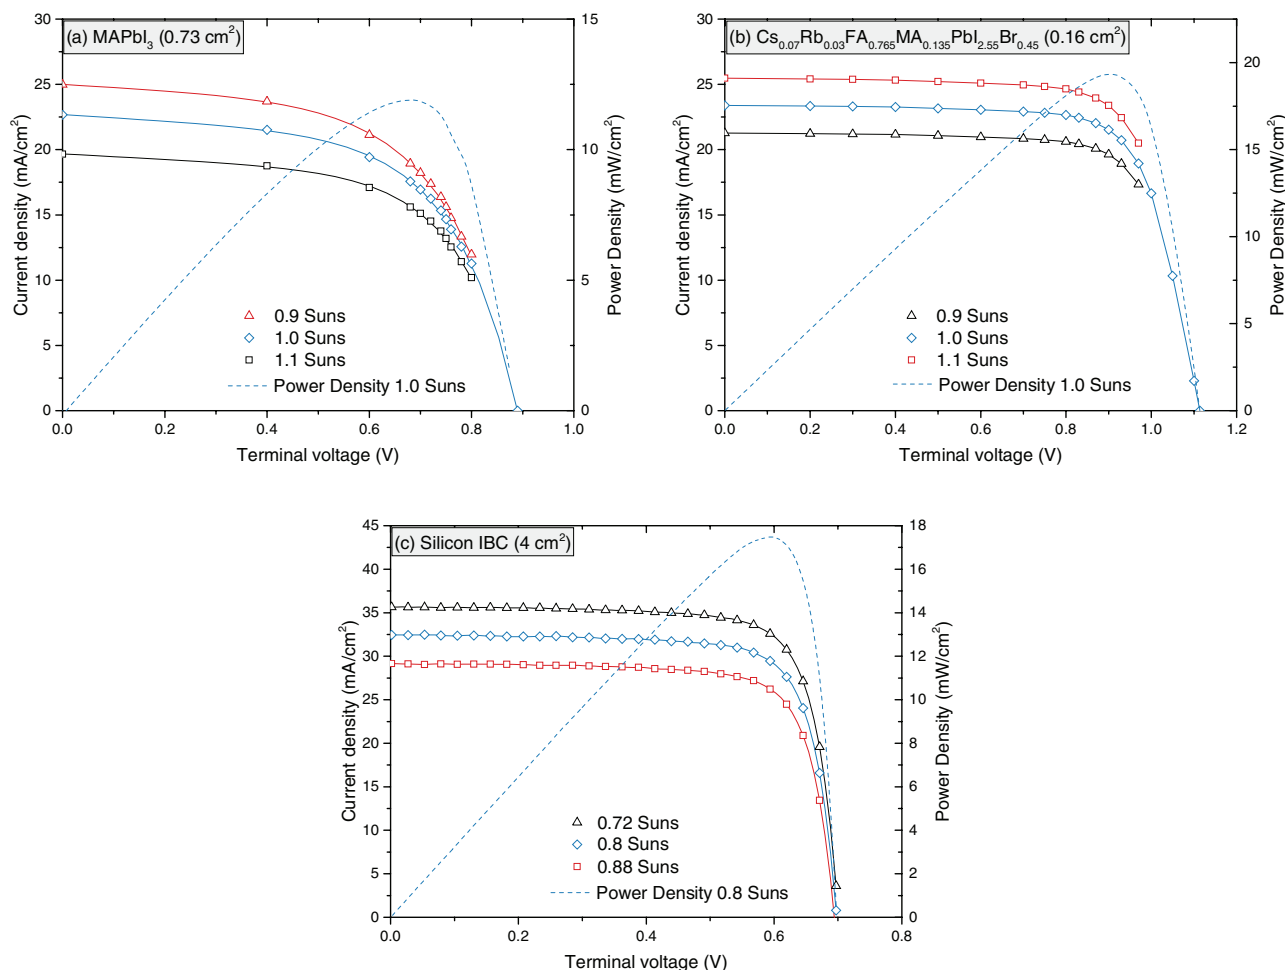 (a) MAPbI3 (0.73 cm2)
30
25
20
15
10
5
0
Current density (mA/cm2)
15
10
5
0
Power Density (mW/cm2)
0.9 Suns
1.0 Suns
1.1 Suns
Power Density 1.0 Suns
0.0 0.2 0.4 0.6 0.8 1.0
Terminal voltage (V)
(b) Cs0.07Rb0.03FA0.765MA0.135PbI2.55Br0.45 (0.16 cm2)
30
25
20
15
10
5
0
Current density (mA/cm2)
20
15
10
5
0
Power Density (mW/cm2)
0.9 Suns
1.0 Suns
1.1 Suns
Power Density 1.0 Suns
0.0 0.2 0.4 0.6 0.8 1.0 1.2
Terminal voltage (V)
(c) Silicon IBC (4 cm2)
45
40
35
30
25
20
15
10
5
0
Current density (mA/cm2)
18
16
14
12
10
8
6
4
2
0
Power Density (mW/cm2)
0.72 Suns
0.8 Suns
0.88 Suns
Power Density 0.8 Suns
0.0 0.2 0.4 0.6 0.8
Terminal voltage (V)